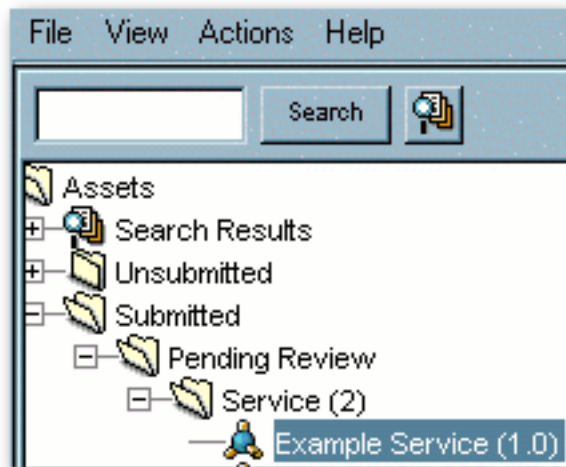 File View Actions Help
Search
Assets
Search Results
Unsubmitted
Submitted
Pending Review
Service (2)
Example Service (1.0)